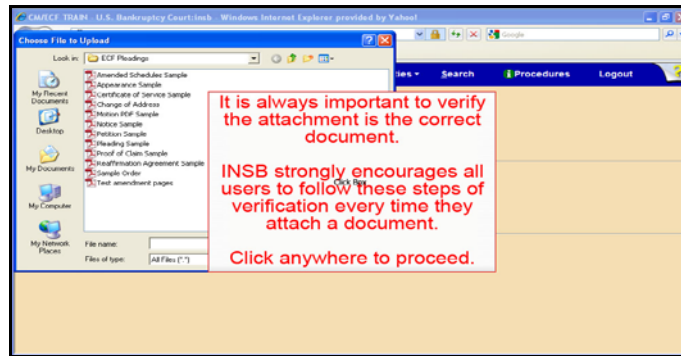 CM/ECF TRAIN - U.S. Bankruptcy Court:insb - Windows Internet Explorer provided by Yahoo!
Choose File to Upload
Look in: ECF Pleadings
Google
Search Procedures Logout
My Recent Documents
Desktop
My Documents
My Computer
My Network Places
Amended Schedules Sample
Appearance Sample
Certificate of Service Sample
Change of Address
Motion PDF Sample
Notice Sample
Petition Sample
Pleading Sample
Proof of Claim Sample
Reaffirmation Agreement Sample
Sample Order
Test amendment pages
File name:
Files of type: All Files (*.*)
It is always important to verify
the attachment is the correct
document.
INSB strongly encourages all
users to follow these steps of
verification every time they
attach a document.
Click anywhere to proceed.